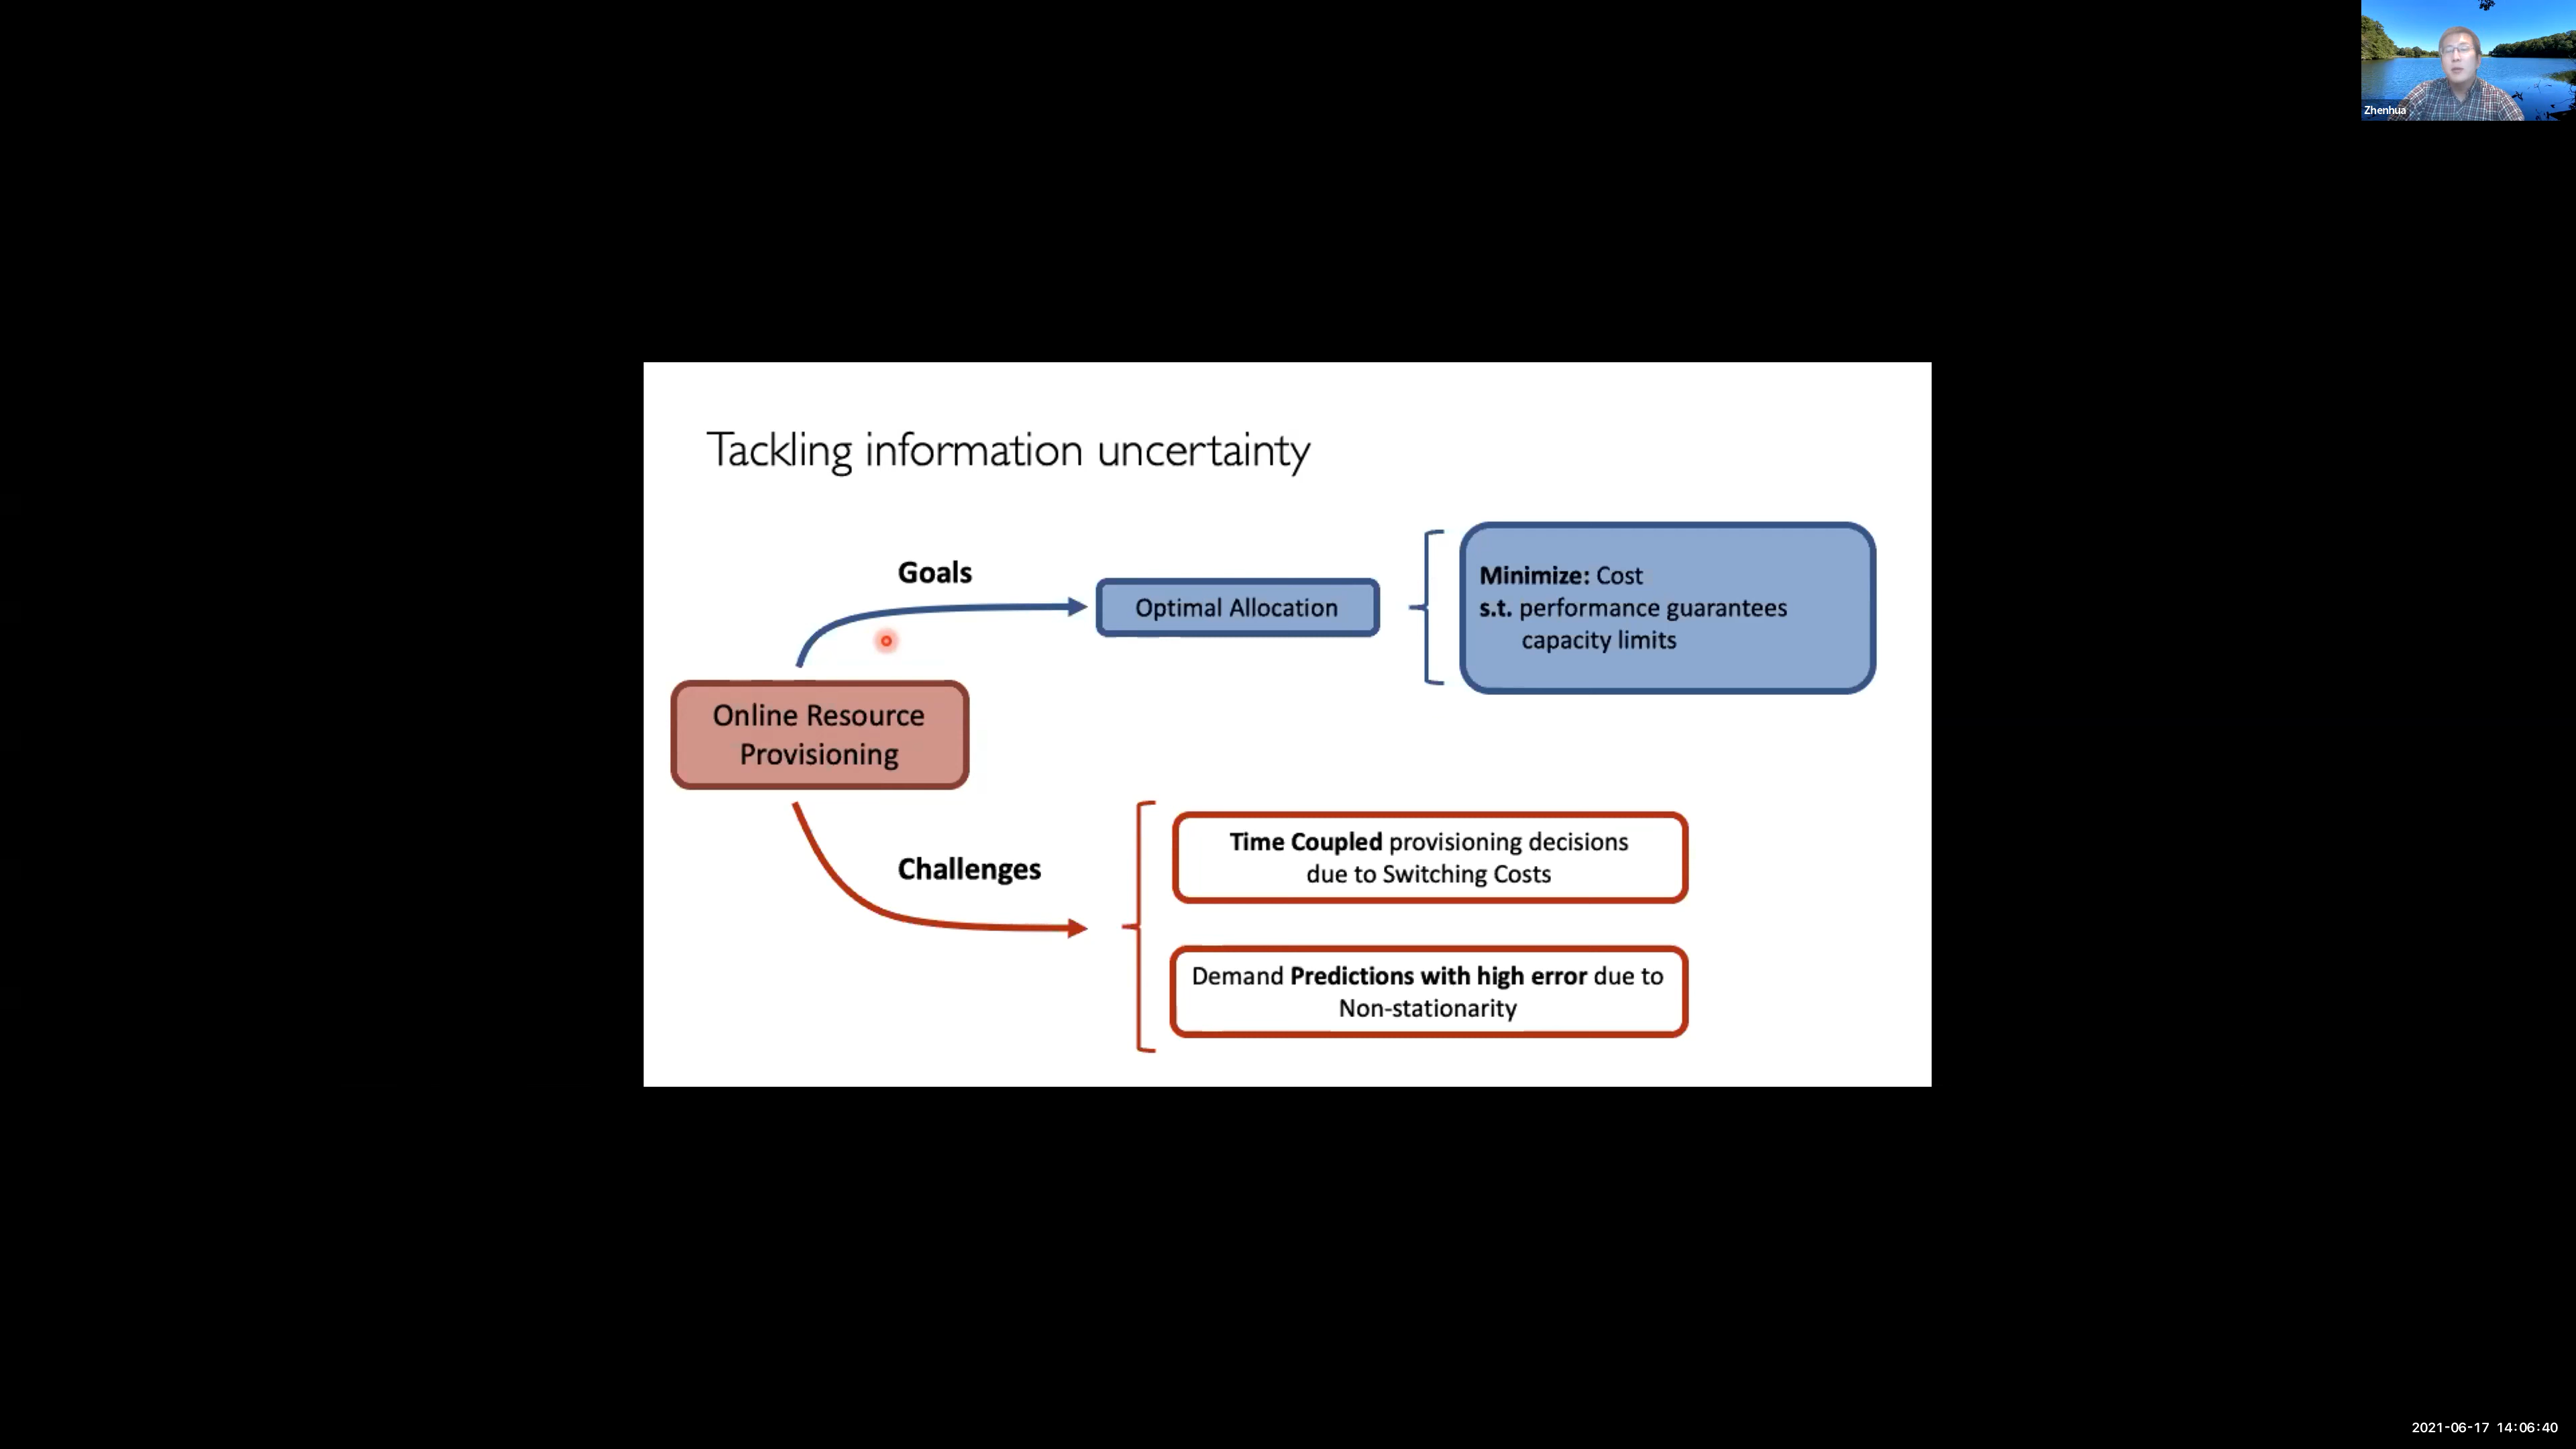 Zhenhua
Tackling information uncertainty
Goals
Optimal Allocation
Minimize: Cost
s.t. performance guarantees
capacity limits
Online Resource
Provisioning
Challenges
Time Coupled provisioning decisions
due to Switching Costs
Demand Predictions with high error due to
Non-stationarity
2021-06-17 14:06:40